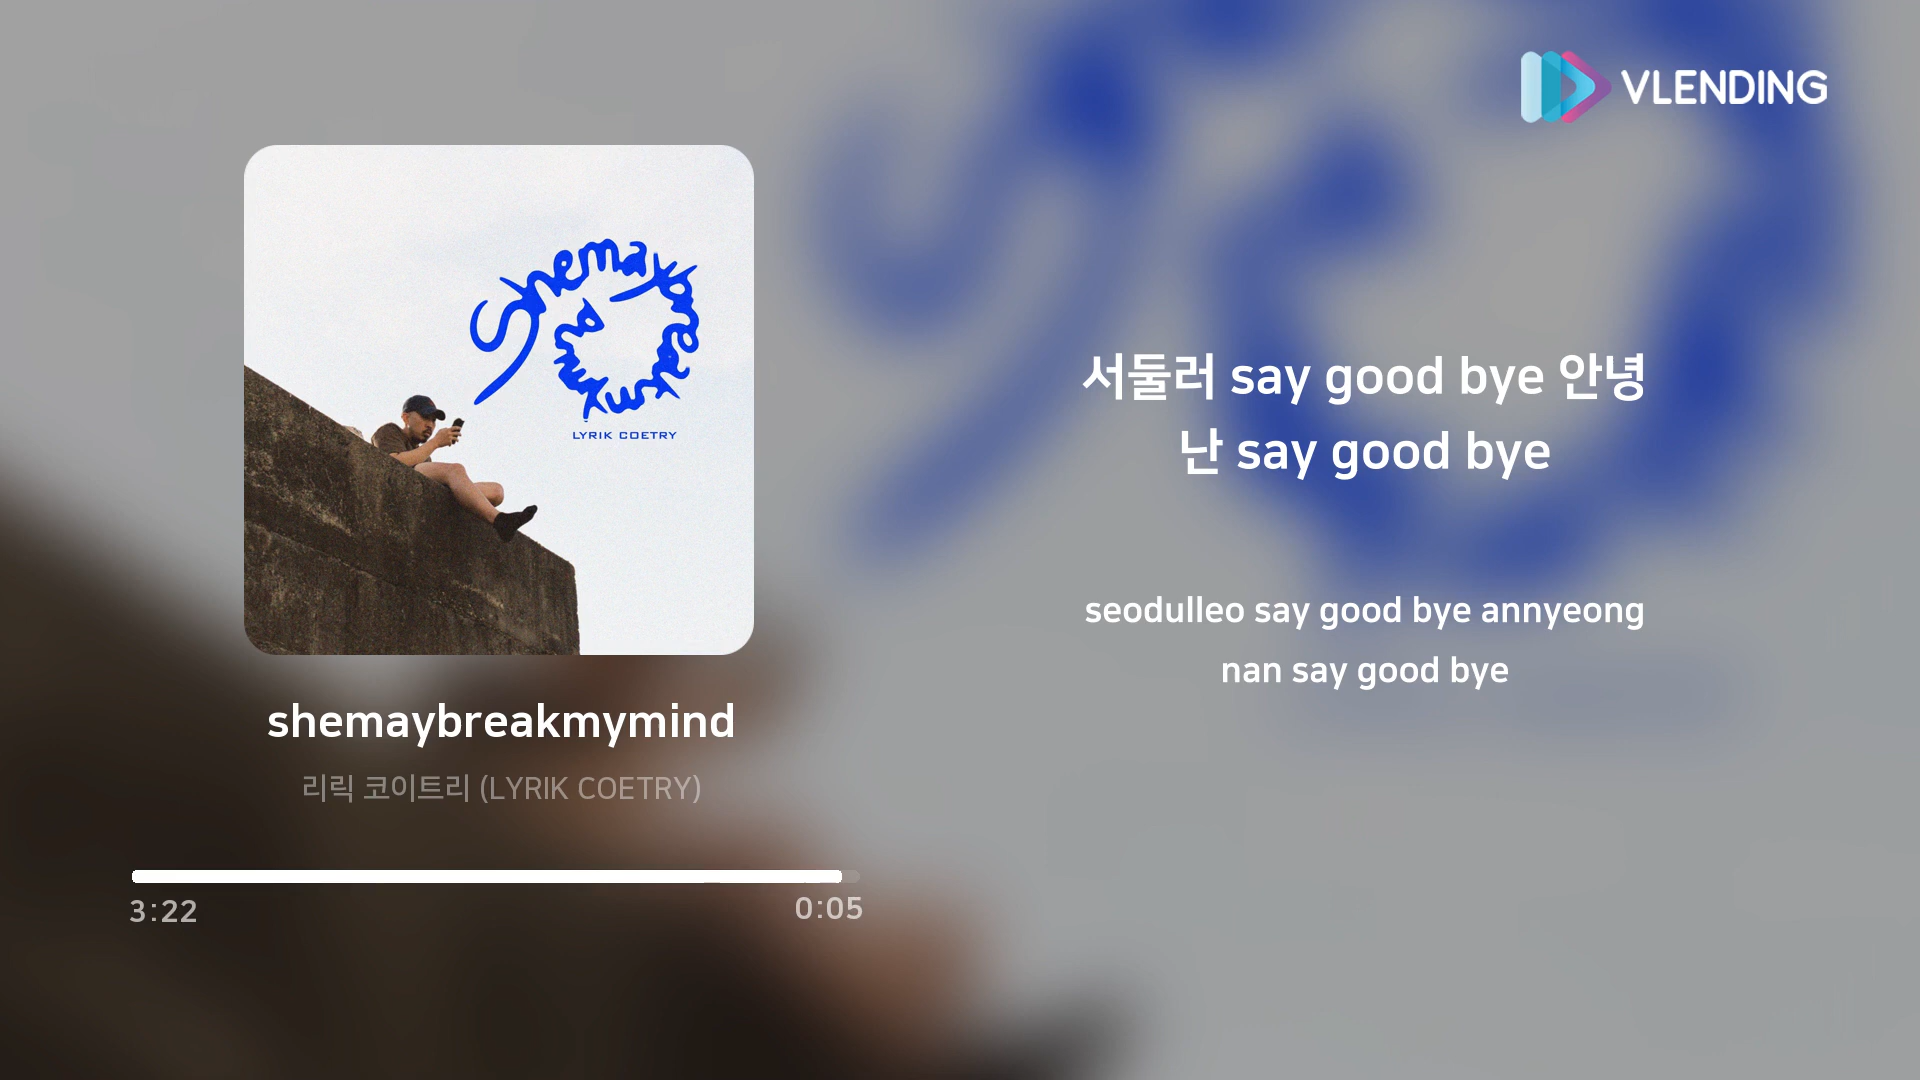 VLENDING
shemaybreakmymind
LYRIK COETRY
shemaybreakmymind
리릭 코이트리 (LYRIK COETRY)
3:22
0:05
서둘러 say good bye 안녕
난 say good bye
seodulleo say good bye annyeong
nan say good bye